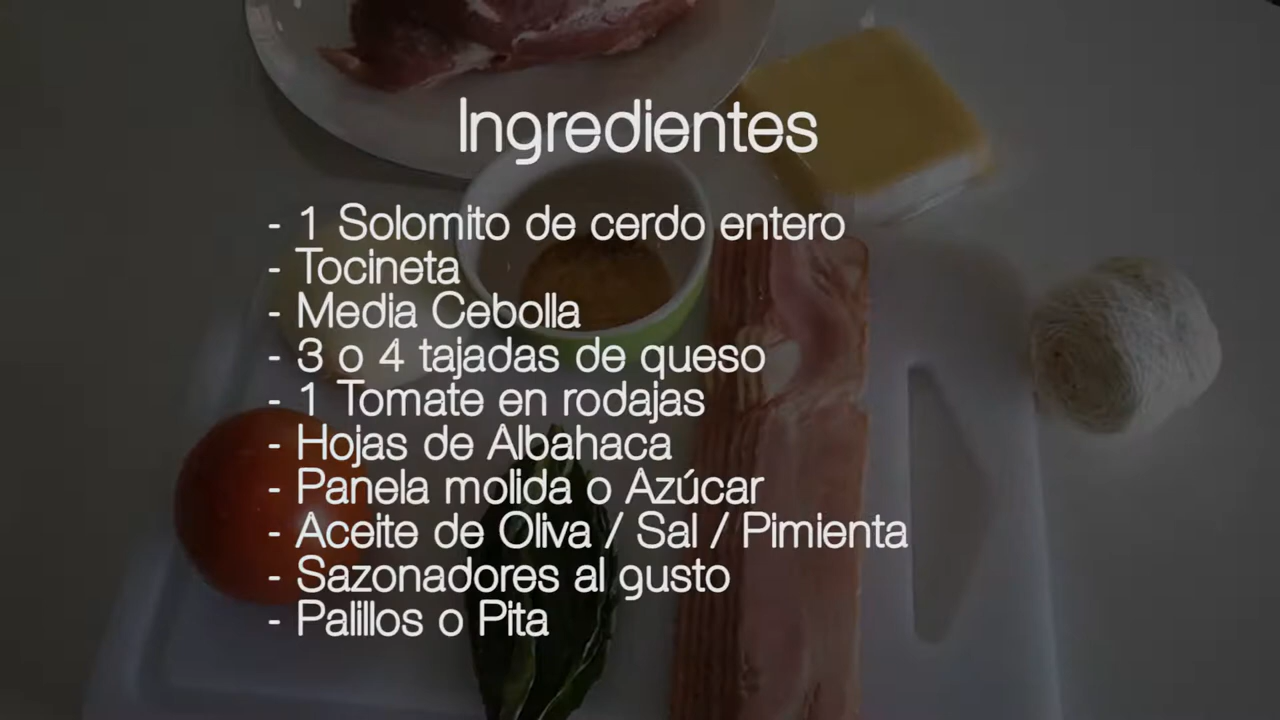 Ingredientes
- 1 Solomito de cerdo entero
- Tocineta
- Media Cebolla
- 3 o 4 tajadas de queso
- 1 Tomate en rodajas
- Hojas de Albahaca
- Panela molida o Azúcar
- Aceite de Oliva / Sal / Pimienta
- Sazonadores al gusto
- Palillos o Pita